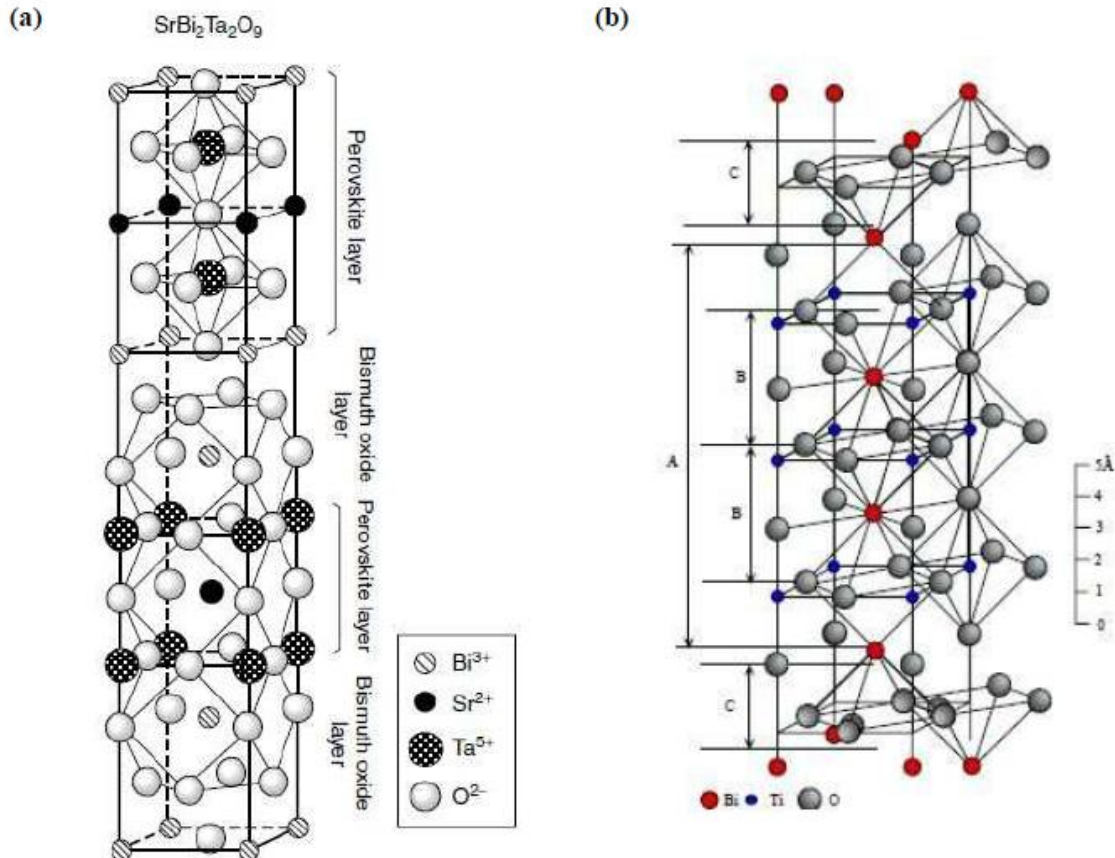 (a)
SrBi₂Ta₂O₉
Perovskite layer
Bismuth oxide
layer
Perovskite layer
Bismuth oxide
layer
Bi³⁺
Sr²⁺
Ta⁵⁺
O²⁻
(b)
C
A
B
B
C
5Å
4
3
2
1
0
Bi Ti O